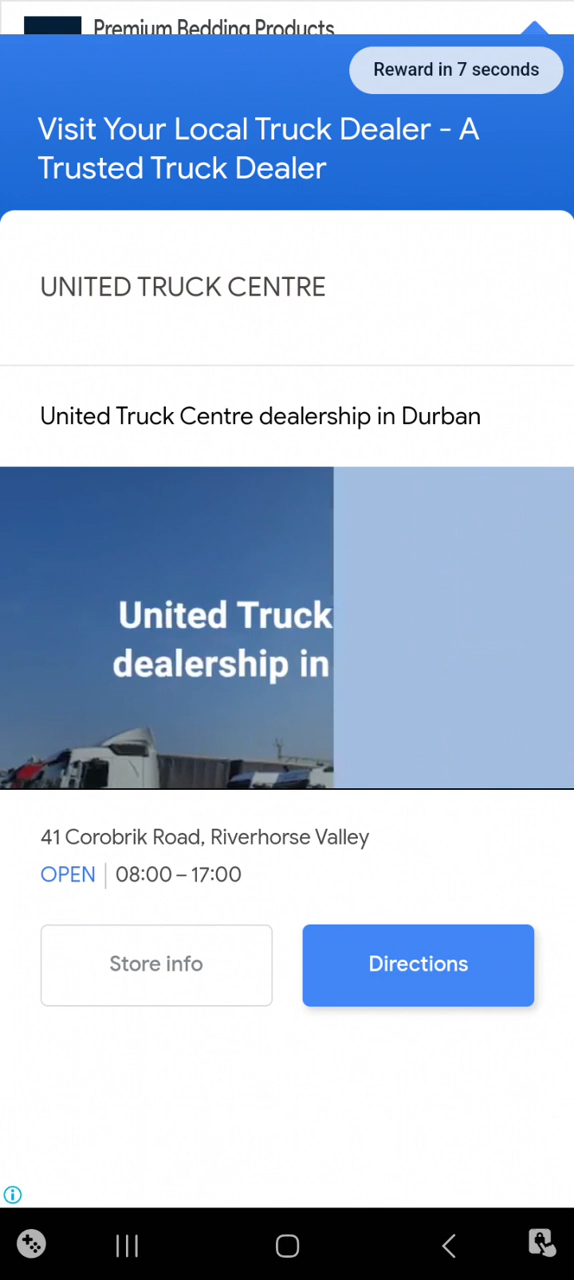 Premium Bedding Products
Reward in 7 seconds
Visit Your Local Truck Dealer - A
Trusted Truck Dealer
UNITED TRUCK CENTRE
United Truck Centre dealership in Durban
United Truck
dealership in
41 Corobrik Road, Riverhorse Valley
OPEN | 08:00 – 17:00
Store info
Directions